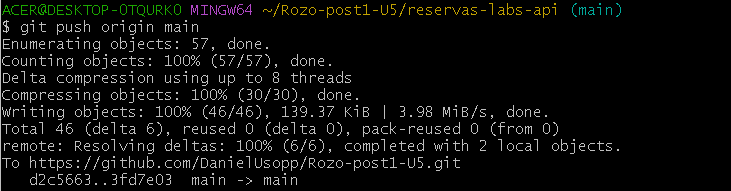 ACER@DESKTOP-OTQURKO MINGW64 ~/Rozo-post1-U5/reservas-labs-api (main)
$ git push origin main
Enumerating objects: 57, done.
Counting objects: 100% (57/57), done.
Delta compression using up to 8 threads
Compressing objects: 100% (30/30), done.
Writing objects: 100% (46/46), 139.37 KiB | 3.98 MiB/s, done.
Total 46 (delta 6), reused 0 (delta 0), pack-reused 0 (from 0)
remote: Resolving deltas: 100% (6/6), completed with 2 local objects.
To https://github.com/DanielUsopp/Rozo-post1-U5.git
   d2c5663..3fd7e03  main -> main